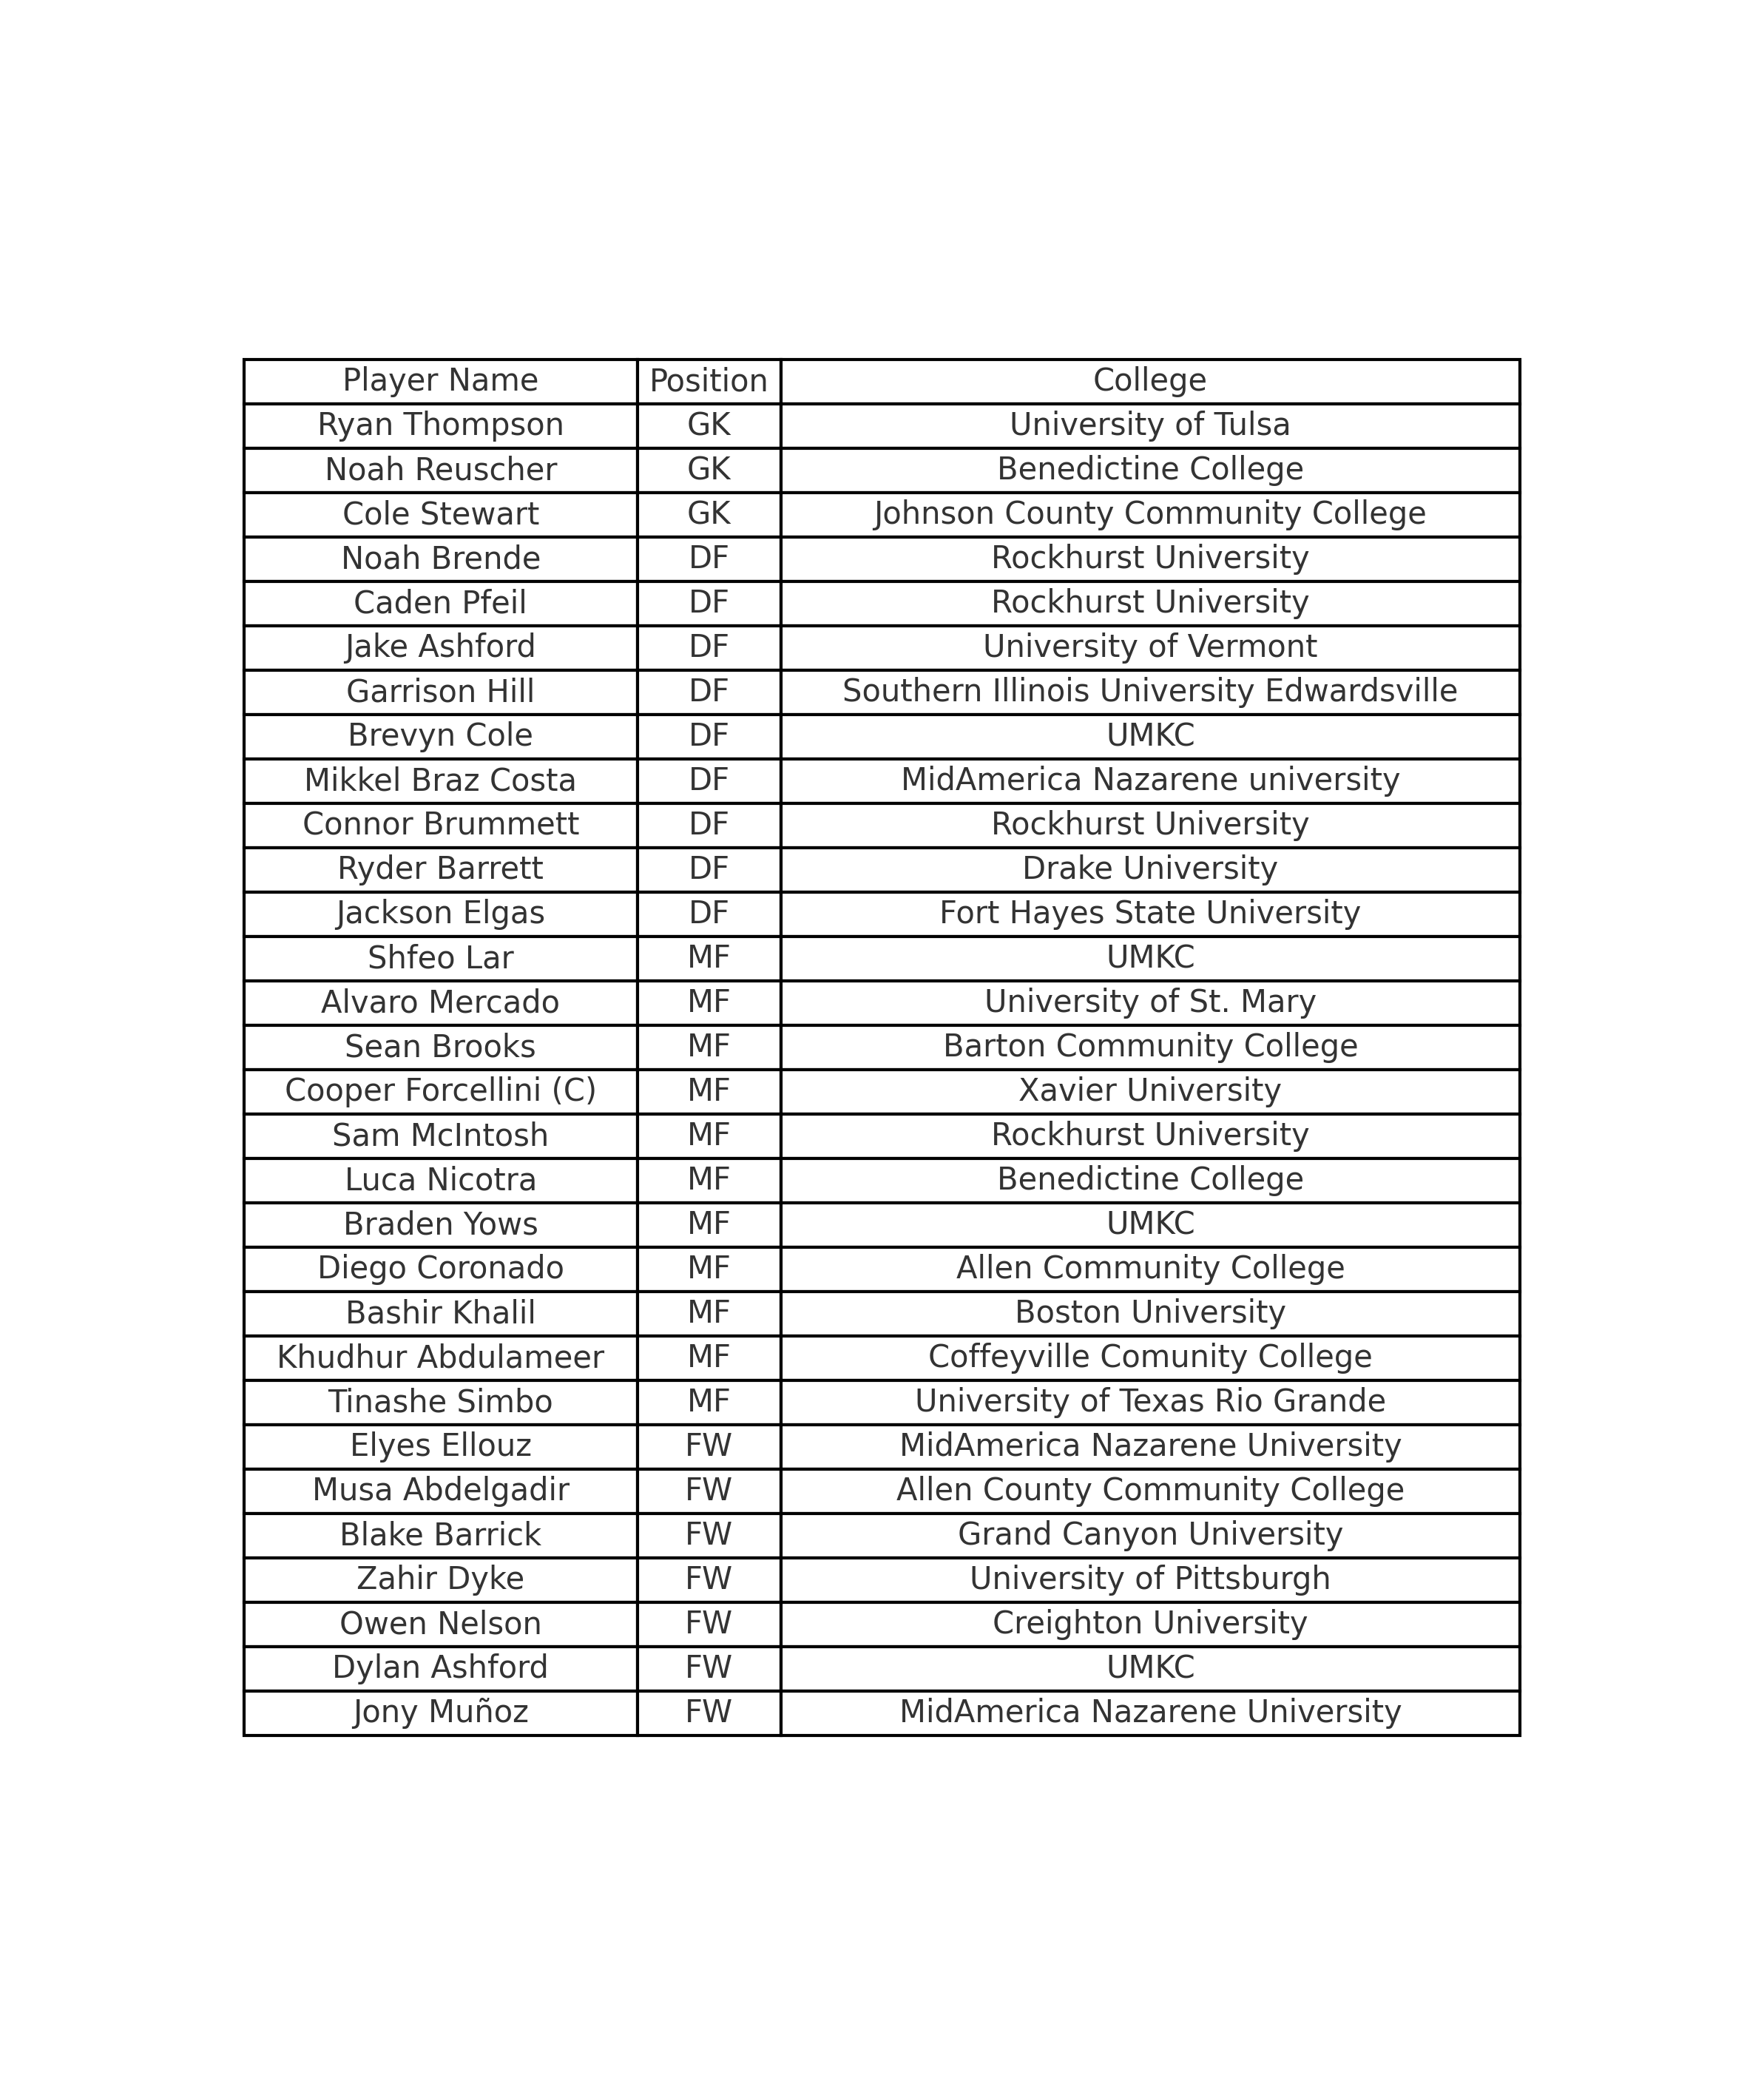 Player Name Position College
Ryan Thompson GK University of Tulsa
Noah Reuscher GK Benedictine College
Cole Stewart GK Johnson County Community College
Noah Brende DF Rockhurst University
Caden Pfeil DF Rockhurst University
Jake Ashford DF University of Vermont
Garrison Hill DF Southern Illinois University Edwardsville
Brevyn Cole DF UMKC
Mikkel Braz Costa DF MidAmerica Nazarene university
Connor Brummett DF Rockhurst University
Ryder Barrett DF Drake University
Jackson Elgas DF Fort Hayes State University
Shfeo Lar MF UMKC
Alvaro Mercado MF University of St. Mary
Sean Brooks MF Barton Community College
Cooper Forcellini (C) MF Xavier University
Sam McIntosh MF Rockhurst University
Luca Nicotra MF Benedictine College
Braden Yows MF UMKC
Diego Coronado MF Allen Community College
Bashir Khalil MF Boston University
Khudhur Abdulameer MF Coffeyville Comunity College
Tinashe Simbo MF University of Texas Rio Grande
Elyes Ellouz FW MidAmerica Nazarene University
Musa Abdelgadir FW Allen County Community College
Blake Barrick FW Grand Canyon University
Zahir Dyke FW University of Pittsburgh
Owen Nelson FW Creighton University
Dylan Ashford FW UMKC
Jony Muñoz FW MidAmerica Nazarene University